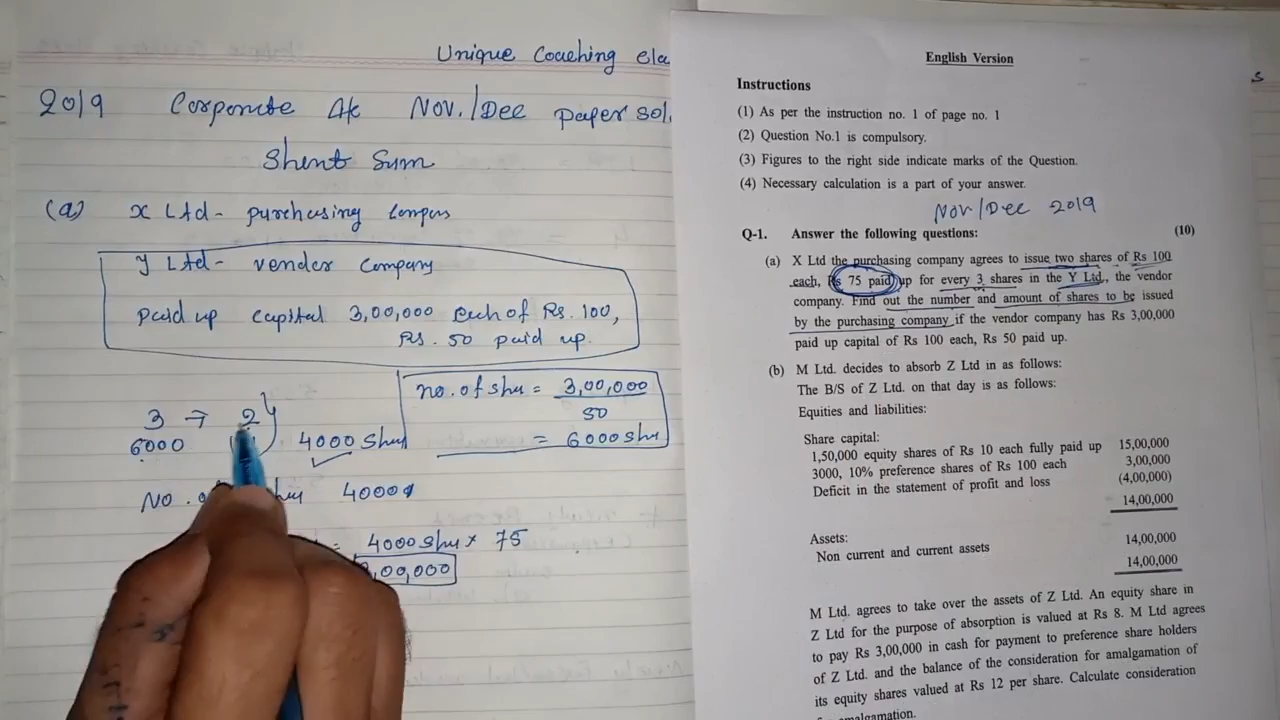 Unique Coaching Cla
2019 Corporate A/c Nov./Dec paper sol.
Short Sum
(a) X Ltd - purchasing
Y Ltd - vender Company
Paid up capital 3,00,000 Each of Rs. 100,
Rs. 50 paid up.
no. of shu = 3,00,000
50
= 6000 shu
3 → 2
6000 4000 Shu
No. shu 4000
= 4000 shu × 75
,00,000
English Version
Instructions
(1) As per the instruction no. 1 of page no. 1
(2) Question No.1 is compulsory.
(3) Figures to the right side indicate marks of the Question.
(4) Necessary calculation is a part of your answer.
Nov/Dec 2019
Q-1. Answer the following questions: (10)
(a) X Ltd the purchasing company agrees to issue two shares of Rs 100
each, Rs 75 paid up for every 3 shares in the Y Ltd., the vendor
company. Find out the number and amount of shares to be issued
by the purchasing company if the vendor company has Rs 3,00,000
paid up capital of Rs 100 each, Rs 50 paid up.
(b) M Ltd. decides to absorb Z Ltd in as follows:
The B/S of Z Ltd. on that day is as follows:
Equities and liabilities:
Share capital:
1,50,000 equity shares of Rs 10 each fully paid up 15,00,000
3000, 10% preference shares of Rs 100 each 3,00,000
Deficit in the statement of profit and loss (4,00,000)
14,00,000
Assets:
Non current and current assets 14,00,000
14,00,000
M Ltd. agrees to take over the assets of Z Ltd. An equity share in
Z Ltd for the purpose of absorption is valued at Rs 8. M Ltd agrees
to pay Rs 3,00,000 in cash for payment to preference share holders
of Z Ltd. and the balance of the consideration for amalgamation of
its equity shares valued at Rs 12 per share. Calculate consideration
amalgamation.